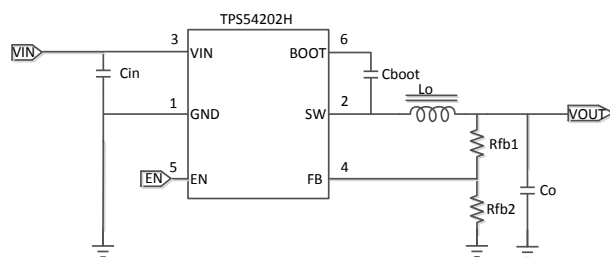 TPS54202H
VIN
3
VIN
BOOT
6
Cin
Cboot
Lo
1
GND
SW
2
VOUT
Rfb1
EN
5
EN
FB
4
Co
Rfb2